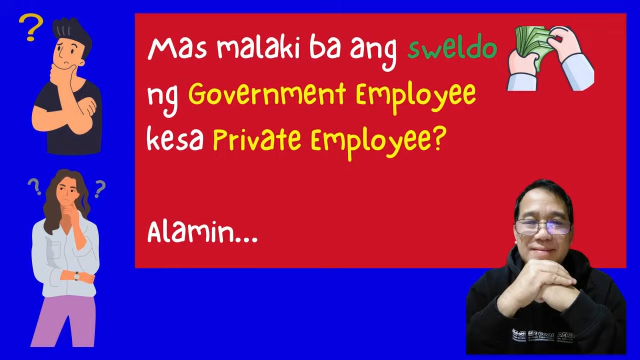 Mas malaki ba ang sweldo
ng Government Employee
kesa Private Employee?
Alamin...